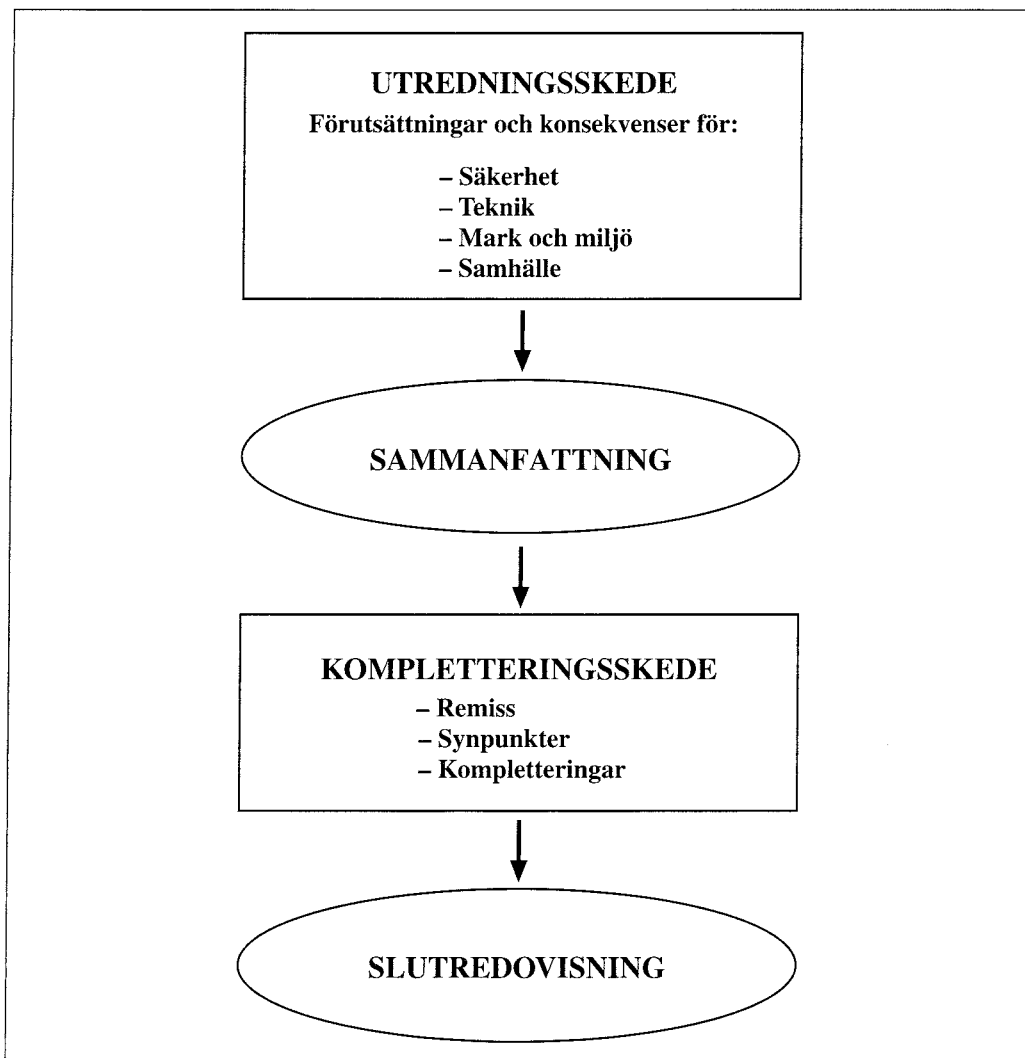 UTREDNINGSSKEDE
Förutsättningar och konsekvenser för:
– Säkerhet
– Teknik
– Mark och miljö
– Samhälle
SAMMANFATTNING
KOMPLETTERINGSSKEDE
– Remiss
– Synpunkter
– Kompletteringar
SLUTREDOVISNING